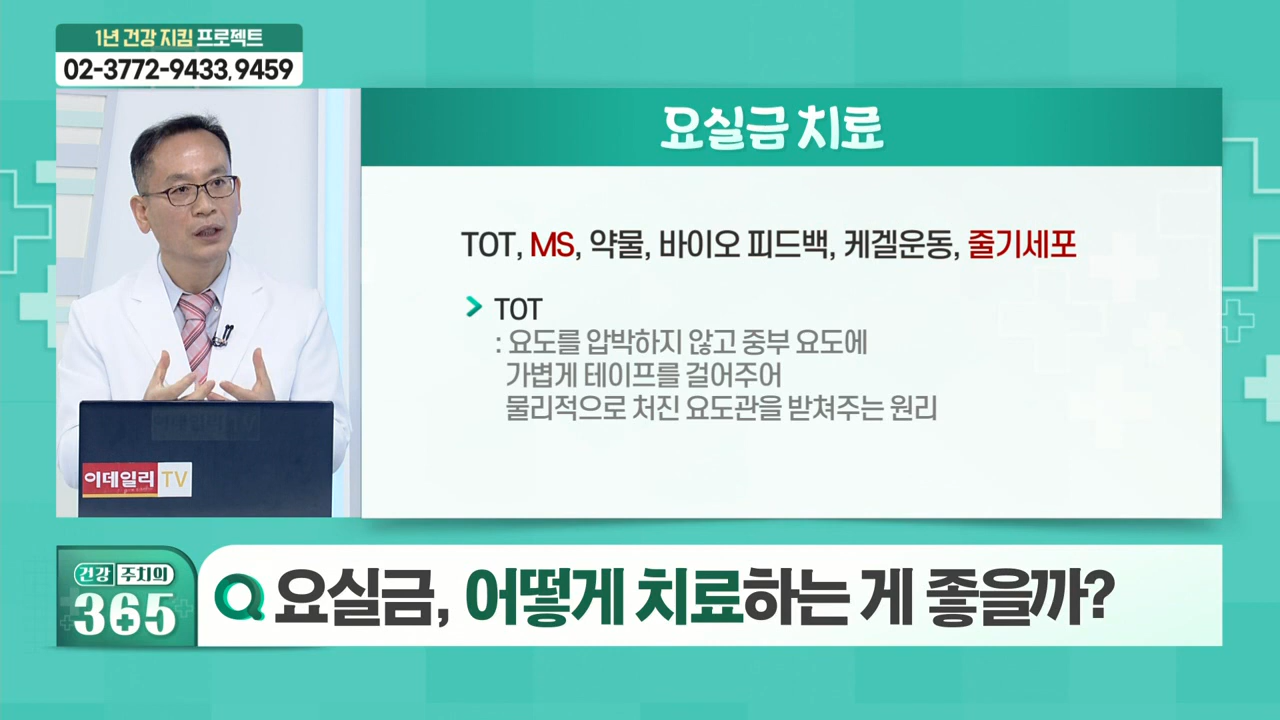 1년 건강 지킴 프로젝트
02-3772-9433, 9459
요실금 치료
TOT, MS, 약물, 바이오 피드백, 케겔운동, 줄기세포
TOT
: 요도를 압박하지 않고 중부 요도에
가볍게 테이프를 걸어주어
물리적으로 처진 요도관을 받쳐주는 원리
이데일리 TV
건강 주치의
365
Q 요실금, 어떻게 치료하는 게 좋을까?